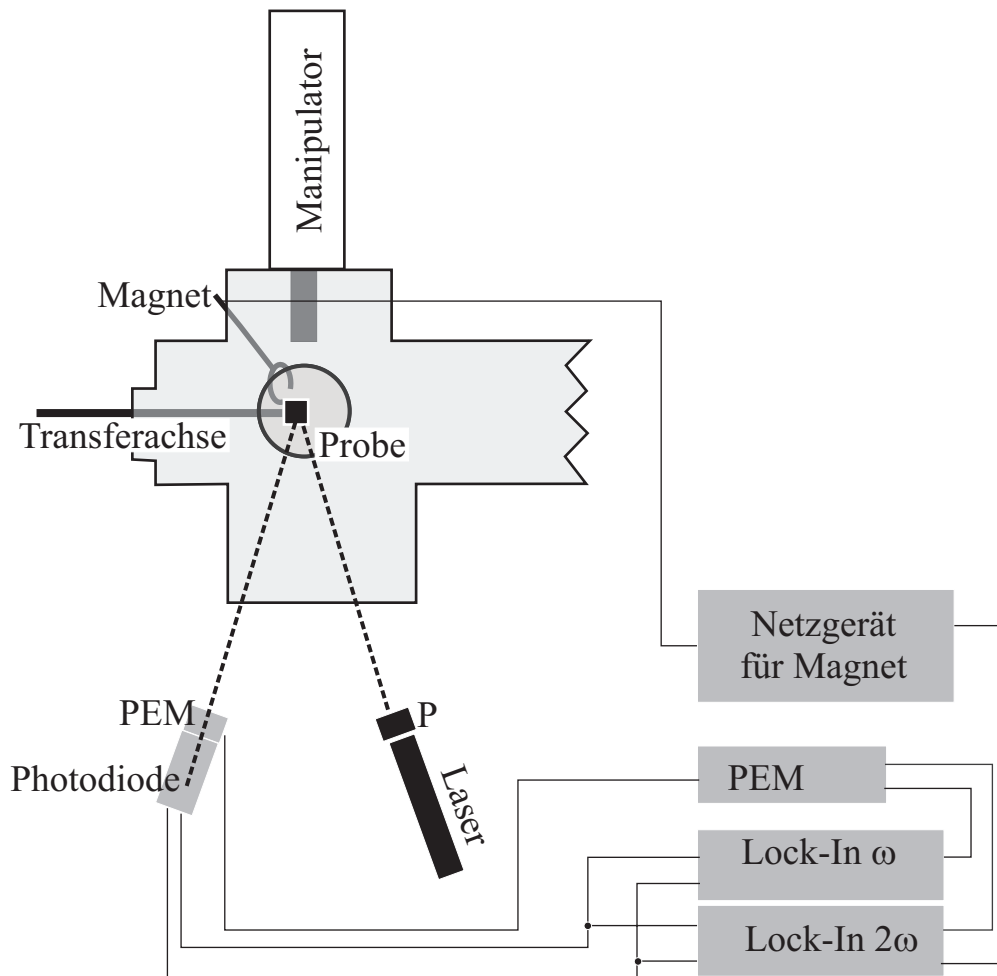 Manipulator
Magnet
Transferachse
Probe
Netzgerät
für Magnet
PEM
P
Photodiode
Laser
PEM
Lock-In ω
Lock-In 2ω